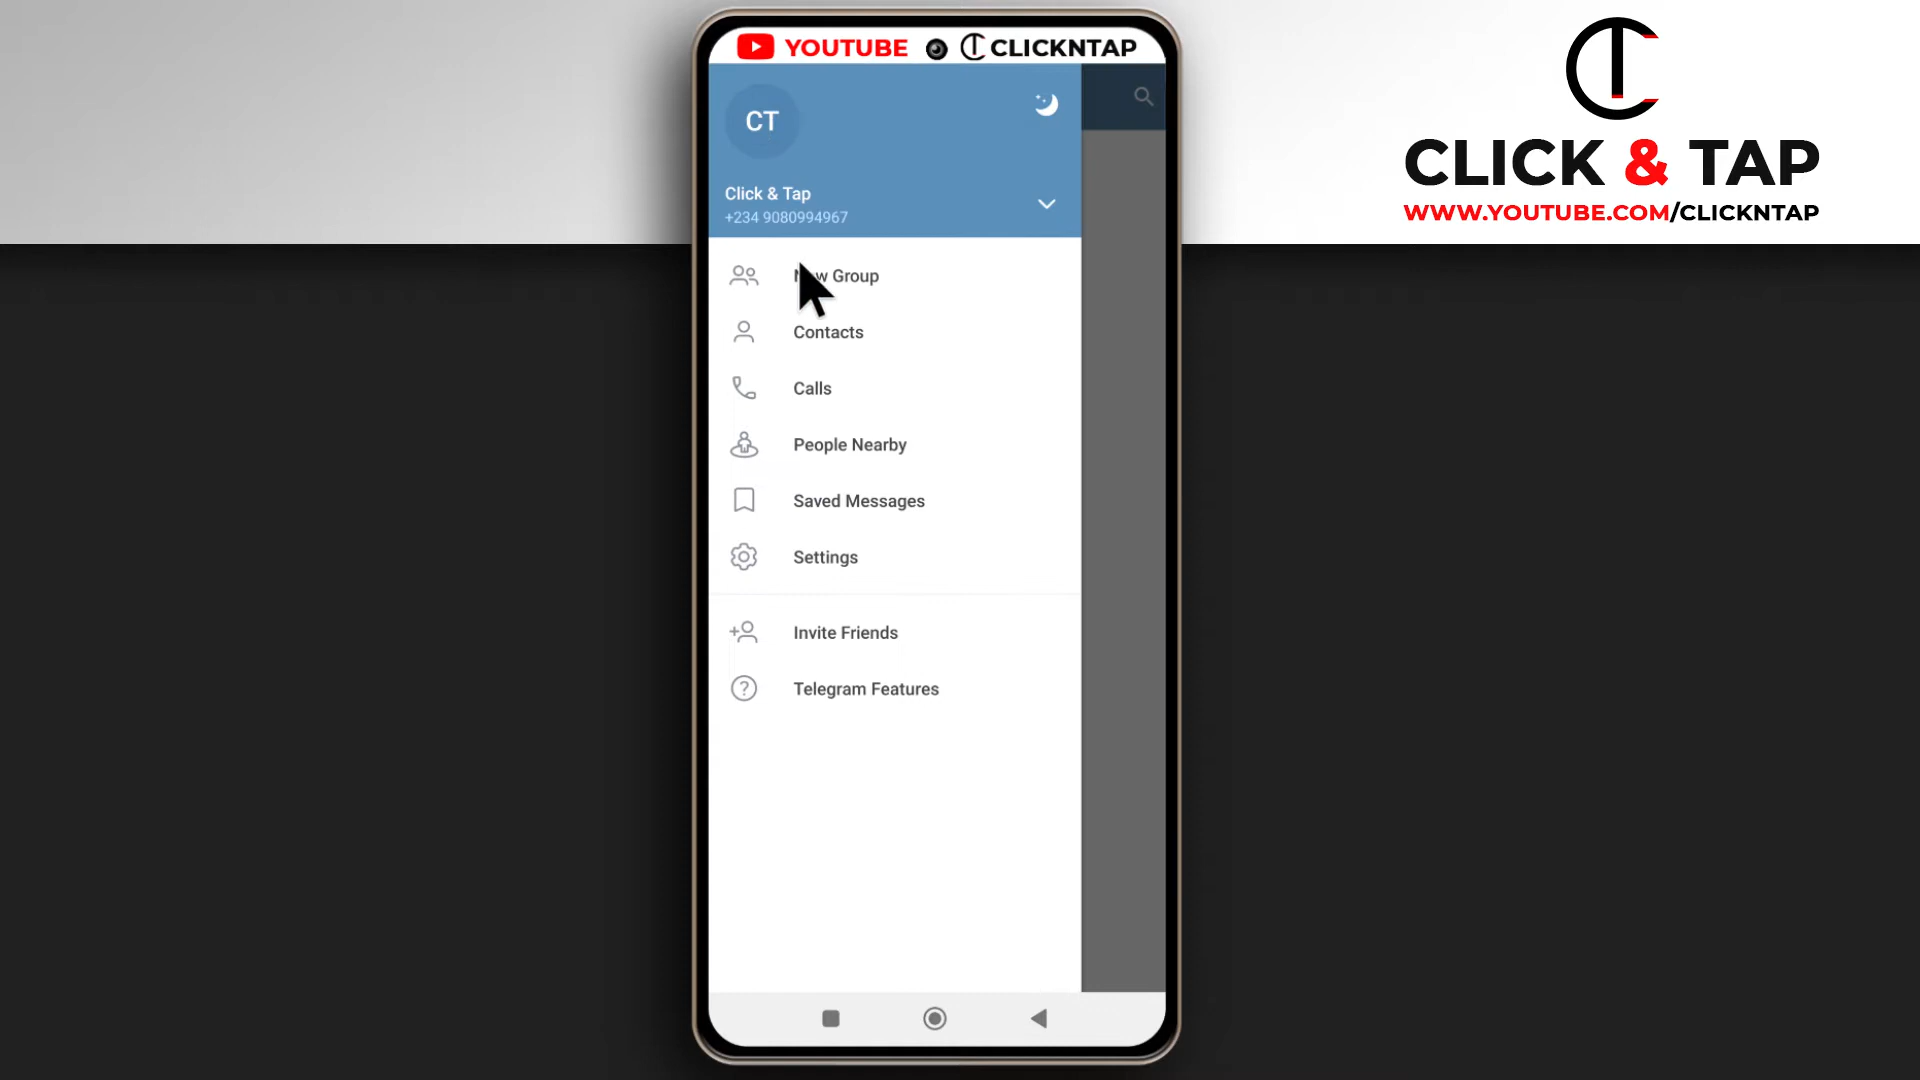 YOUTUBE CLICKNTAP
CT
Click & Tap
+234 9080994967
New Group
Contacts
Calls
People Nearby
Saved Messages
Settings
Invite Friends
Telegram Features
CLICK & TAP
WWW.YOUTUBE.COM/CLICKNTAP